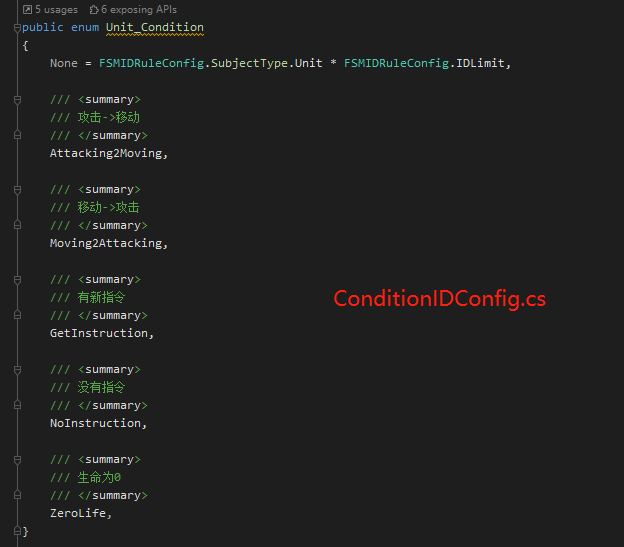 5 usages 6 exposing APIs
public enum Unit_Condition
{
None = FSMIDRuleConfig.SubjectType.Unit * FSMIDRuleConfig.IDLimit,
/// <summary>
/// 攻击->移动
/// </summary>
Attacking2Moving,
/// <summary>
/// 移动->攻击
/// </summary>
Moving2Attacking,
/// <summary>
/// 有新指令
/// </summary>
GetInstruction,
/// <summary>
/// 没有指令
/// </summary>
NoInstruction,
/// <summary>
/// 生命为0
/// </summary>
ZeroLife,
}
ConditionIDConfig.cs